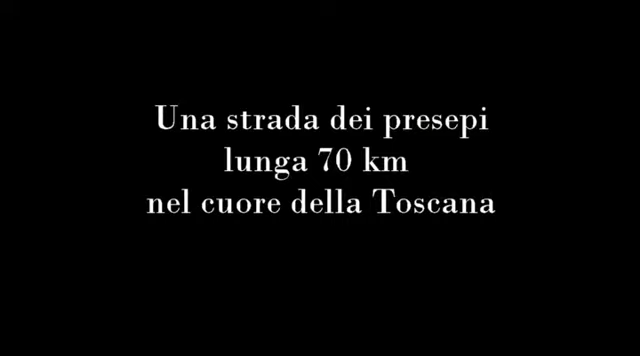 Una strada dei presepi
lunga 70 km
nel cuore della Toscana